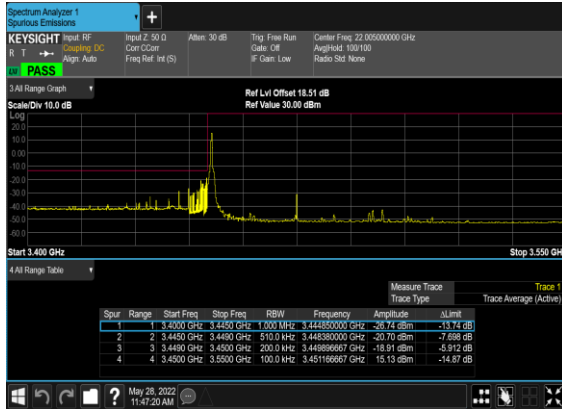 Spectrum Analyzer 1
Spurious Emissions
+
KEYSIGHT Input: RF Input Z: 50 Ω Atten: 30 dB Trig: Free Run Center Freq: 22.005000000 GHz
R T Coupling: DC Corr CCorr Gate: Off Avg|Hold: 100/100
Align: Auto Freq Ref: Int (S) IF Gain: Low Radio Std: None
PASS
3 All Range Graph Ref Lvl Offset 18.51 dB
Scale/Div 10.0 dB Ref Value 30.00 dBm
Log
20.0
10.0
0.00
-10.0
-20.0
-30.0
-40.0
-50.0
-60.0
Start 3.400 GHz Stop 3.550 GHz
4 All Range Table
Measure Trace Trace 1
Trace Type Trace Average (Active)
Spur Range Start Freq Stop Freq RBW Frequency Amplitude ΔLimit
1 1 3.4000 GHz 3.4450 GHz 1.000 MHz 3.444850000 GHz -26.74 dBm -13.74 dB
2 2 3.4450 GHz 3.4490 GHz 510.0 kHz 3.448380000 GHz -20.70 dBm -7.698 dB
3 3 3.4490 GHz 3.4500 GHz 200.0 kHz 3.449896667 GHz -18.91 dBm -5.912 dB
4 4 3.4500 GHz 3.5500 GHz 100.0 kHz 3.451166667 GHz 15.13 dBm -14.87 dB
? May 26, 2022
11:47:20 AM